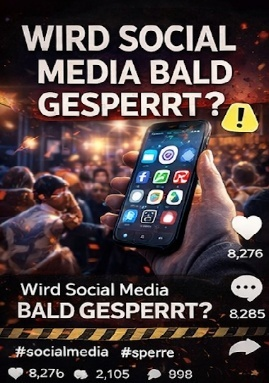 WIRD SOCIAL
MEDIA BALD
GESPERRT?
!
8,276
8,285
Wird Social Media
BALD GESPERRT?
#socialmedia #sperre
8,276 2,105 998